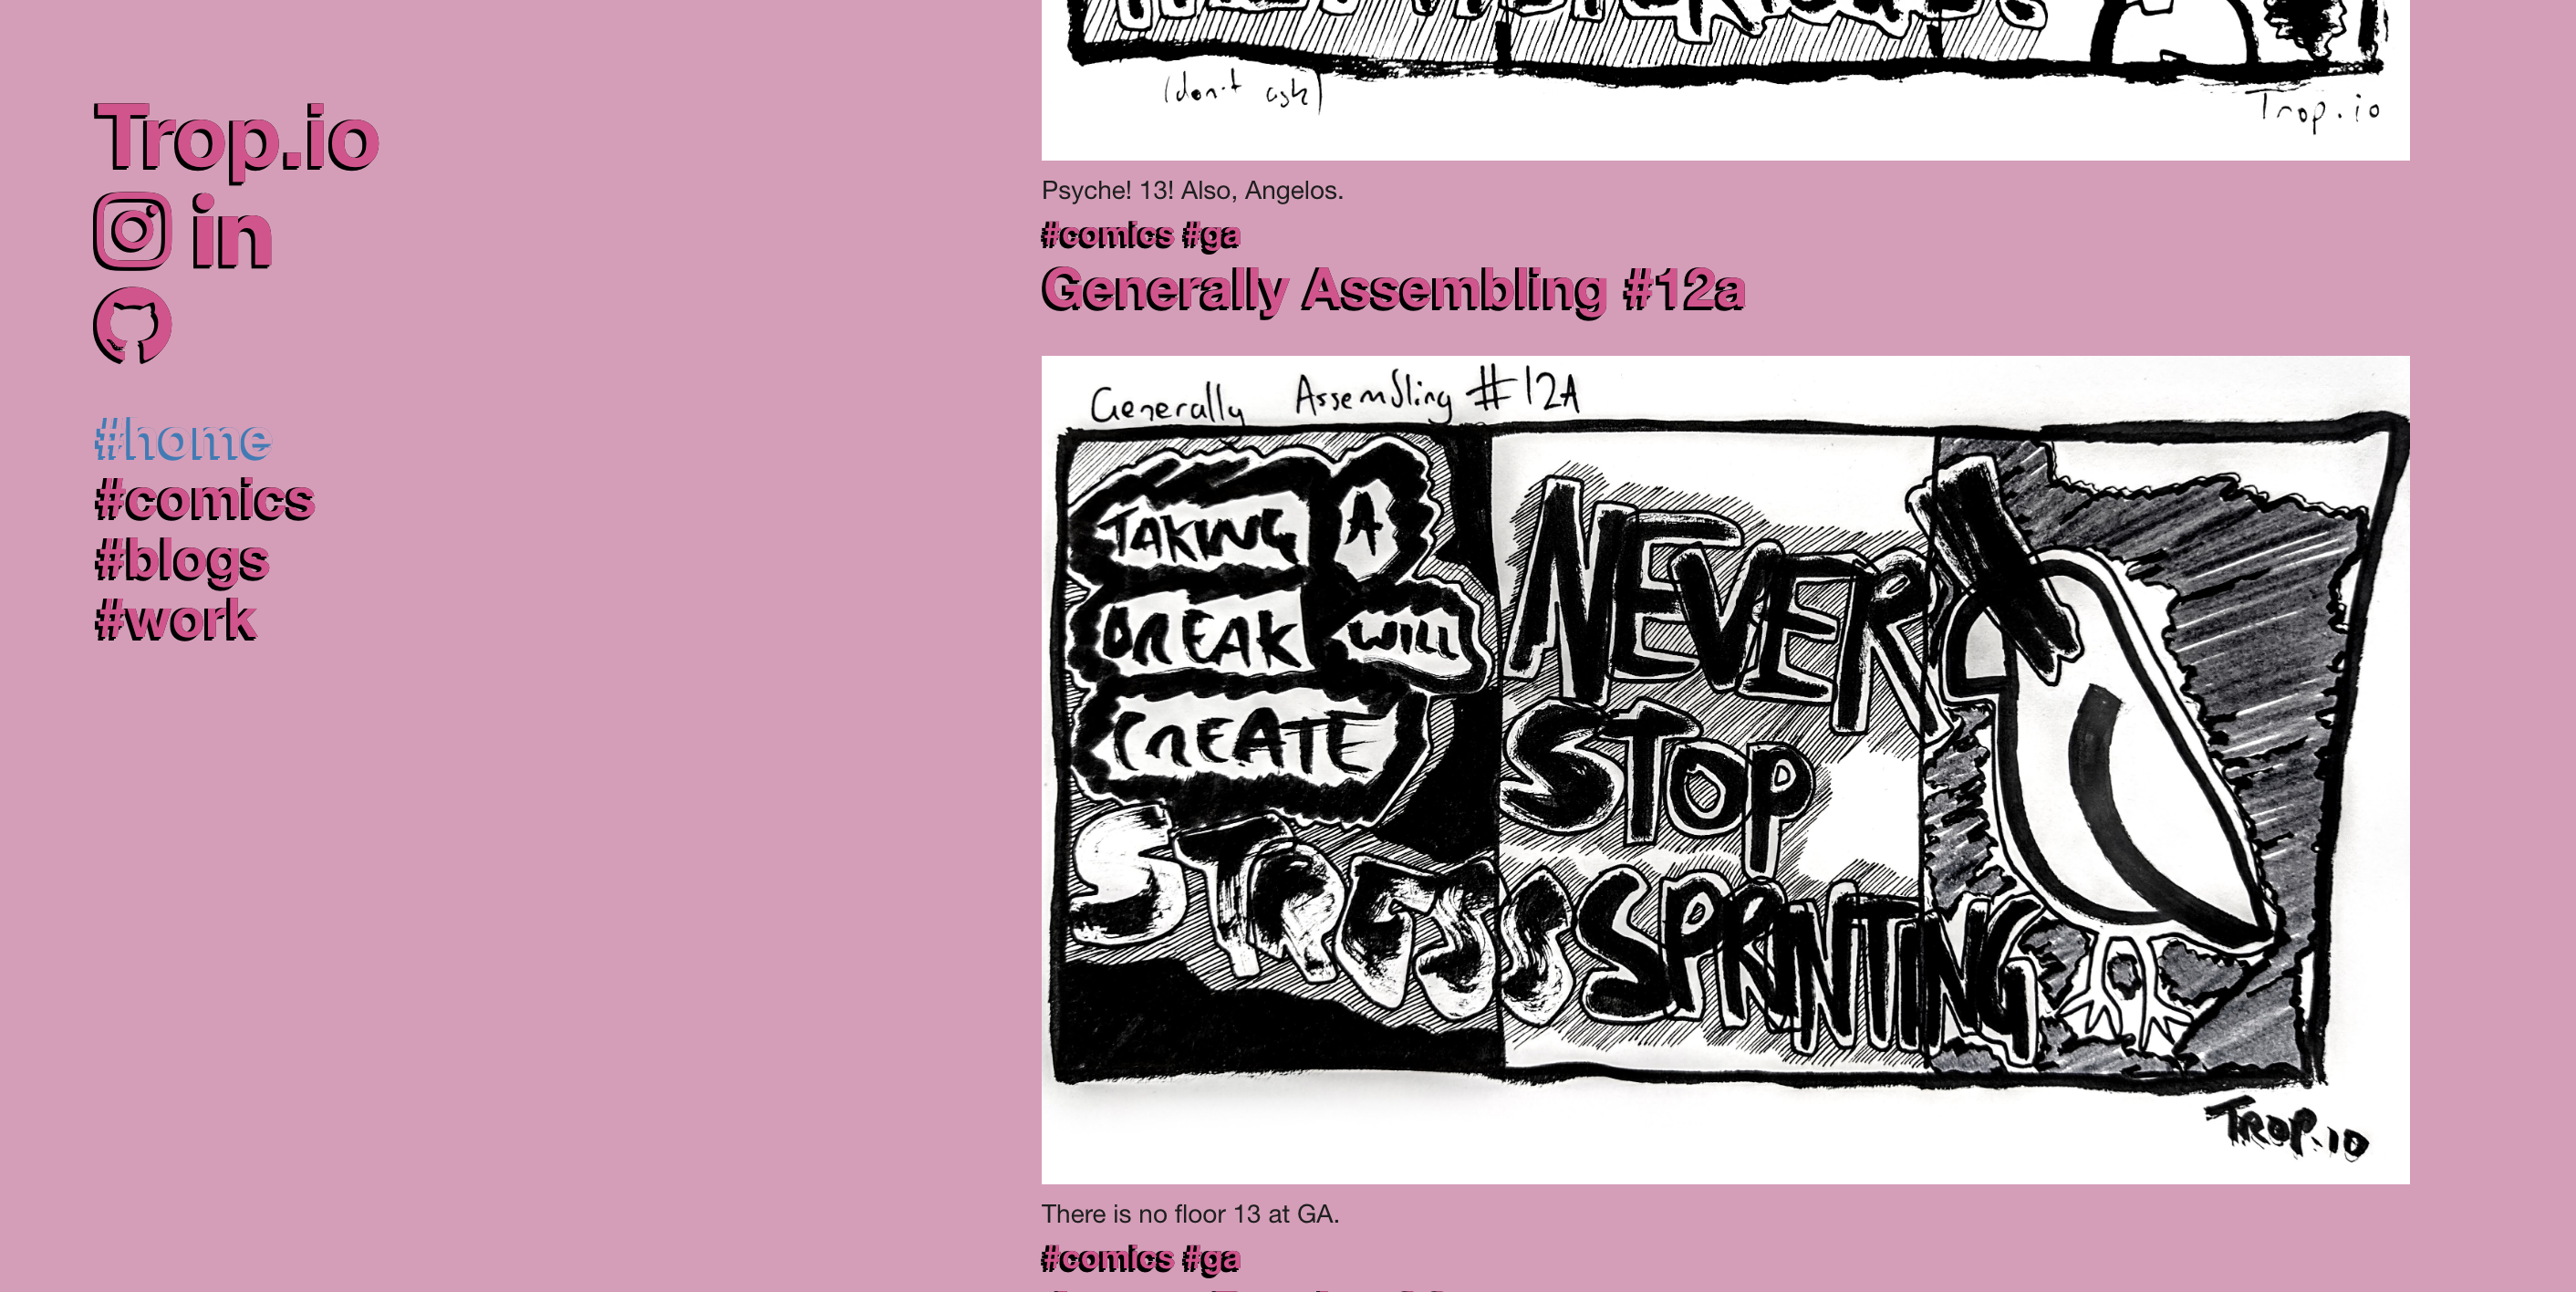 Trop.io
in
#home
#comics
#blogs
#work
(don't ask)
Trop.io
Psyche! 13! Also, Angelos.
#comics #ga
Generally Assembling #12a
Generally Assembling #12A
TAKING A
BREAK WILL
CREATE
STRESS
NEVER
STOP
SPRINTING
TROP.IO
There is no floor 13 at GA.
#comics #ga